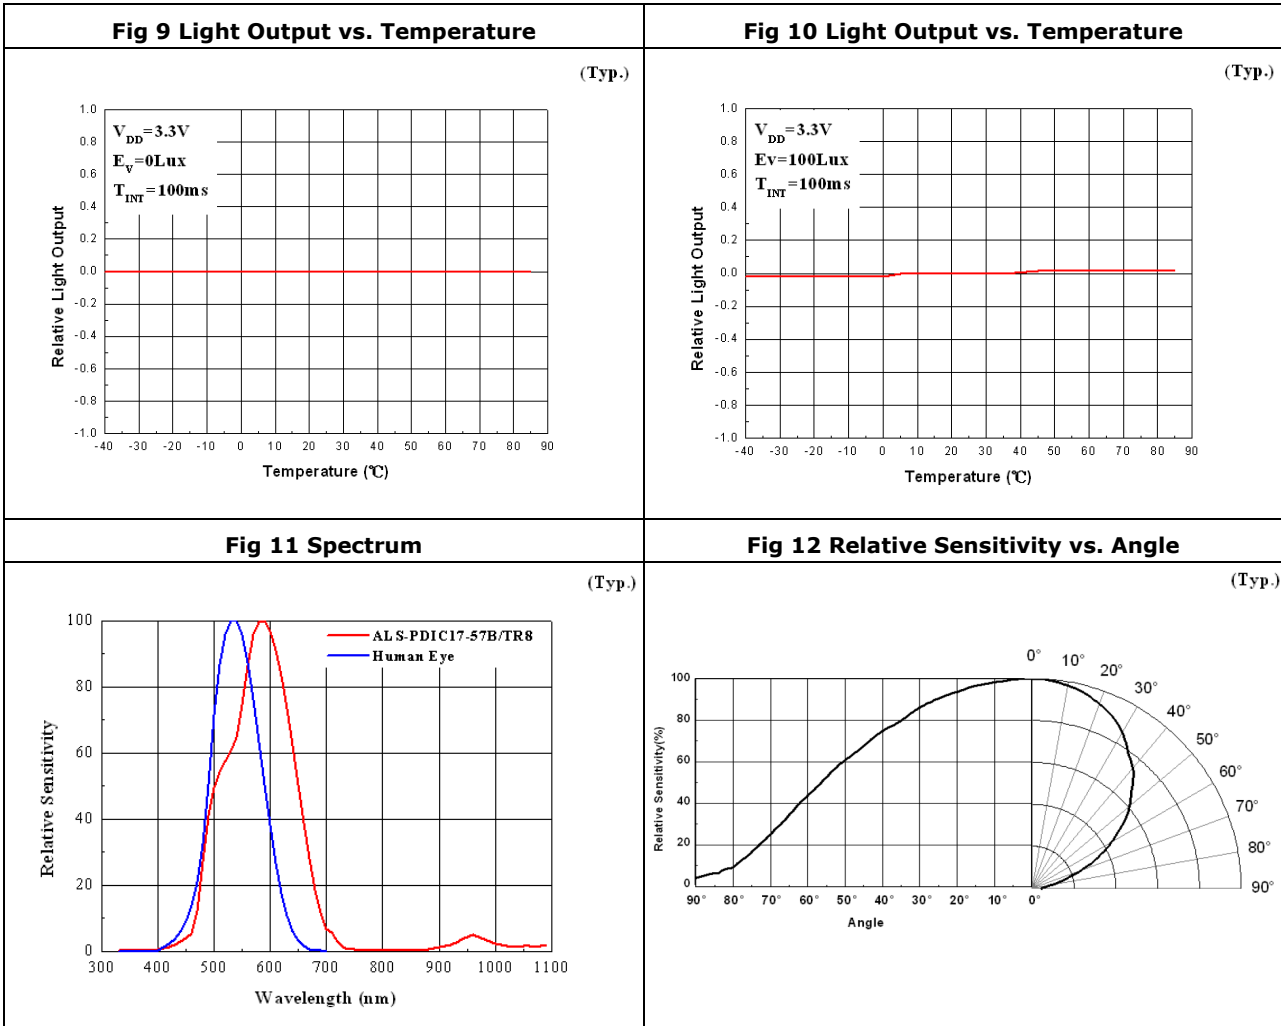 Fig 9 Light Output vs. Temperature
(Typ.)
V_DD=3.3V
E_V=0Lux
T_INT=100ms
Relative Light Output
1.0
0.8
0.6
0.4
0.2
0.0
-0.2
-0.4
-0.6
-0.8
-1.0
-40 -30 -20 -10 0 10 20 30 40 50 60 70 80 90
Temperature (℃)
Fig 10 Light Output vs. Temperature
(Typ.)
V_DD=3.3V
Ev=100Lux
T_INT=100ms
Relative Light Output
1.0
0.8
0.6
0.4
0.2
0.0
-0.2
-0.4
-0.6
-0.8
-1.0
-40 -30 -20 -10 0 10 20 30 40 50 60 70 80 90
Temperature (℃)
Fig 11 Spectrum
(Typ.)
ALS-PDIC17-57B/TR8
Human Eye
Relative Sensitivity
100
80
60
40
20
0
300 400 500 600 700 800 900 1000 1100
Wavelength (nm)
Fig 12 Relative Sensitivity vs. Angle
(Typ.)
Relative Sensitivity(%)
100
80
60
40
20
0
90° 80° 70° 60° 50° 40° 30° 20° 10° 0°
Angle
0°
10°
20°
30°
40°
50°
60°
70°
80°
90°